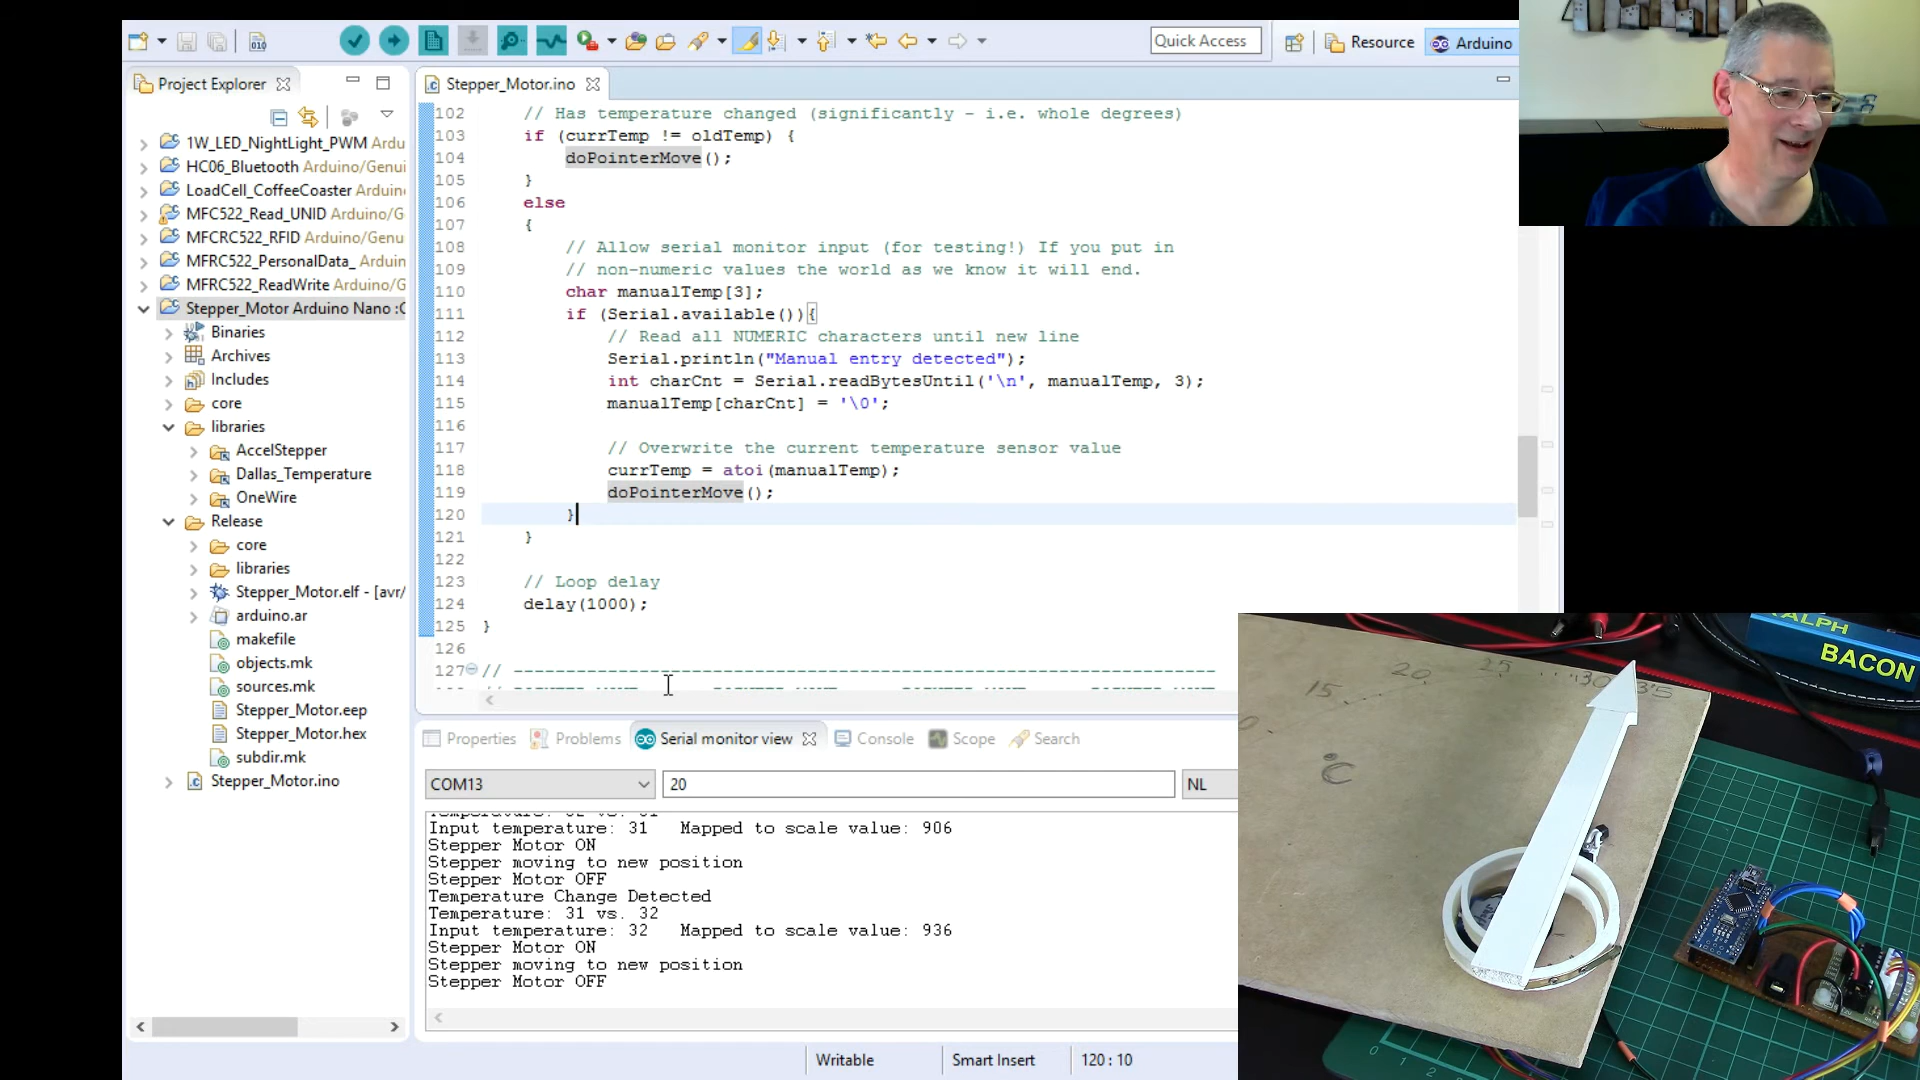 Quick Access
Resource
Arduino
Project Explorer
Stepper_Motor.ino
1W_LED_NightLight_PWM Ardu
HC06_Bluetooth Arduino/Genui
LoadCell_CoffeeCoaster Arduin
MFC522_Read_UNID Arduino/G
MFCRC522_RFID Arduino/Genu
MFRC522_PersonalData_ Arduin
MFRC522_ReadWrite Arduino/G
Stepper_Motor Arduino Nano :C
Binaries
Archives
Includes
core
libraries
AccelStepper
Dallas_Temperature
OneWire
Release
core
libraries
Stepper_Motor.elf - [avr/
arduino.ar
makefile
objects.mk
sources.mk
Stepper_Motor.eep
Stepper_Motor.hex
subdir.mk
Stepper_Motor.ino
102 // Has temperature changed (significantly - i.e. whole degrees)
103 if (currTemp != oldTemp) {
104 doPointerMove();
105 }
106 else
107 {
108 // Allow serial monitor input (for testing!) If you put in
109 // non-numeric values the world as we know it will end.
110 char manualTemp[3];
111 if (Serial.available()){
112 // Read all NUMERIC characters until new line
113 Serial.println("Manual entry detected");
114 int charCnt = Serial.readBytesUntil('\n', manualTemp, 3);
115 manualTemp[charCnt] = '\0';
116
117 // Overwrite the current temperature sensor value
118 currTemp = atoi(manualTemp);
119 doPointerMove();
120 }
121 }
122
123 // Loop delay
124 delay(1000);
125 }
126
127 // -------------------------------------------------------------------
Properties
Problems
Serial monitor view
Console
Scope
Search
COM13
20
NL
Input temperature: 31 Mapped to scale value: 906
Stepper Motor ON
Stepper moving to new position
Stepper Motor OFF
Temperature Change Detected
Temperature: 31 vs. 32
Input temperature: 32 Mapped to scale value: 936
Stepper Motor ON
Stepper moving to new position
Stepper Motor OFF
Writable
Smart Insert
120 : 10
RALPH
BACON
15
20
25
30
35
°C
0 1 2